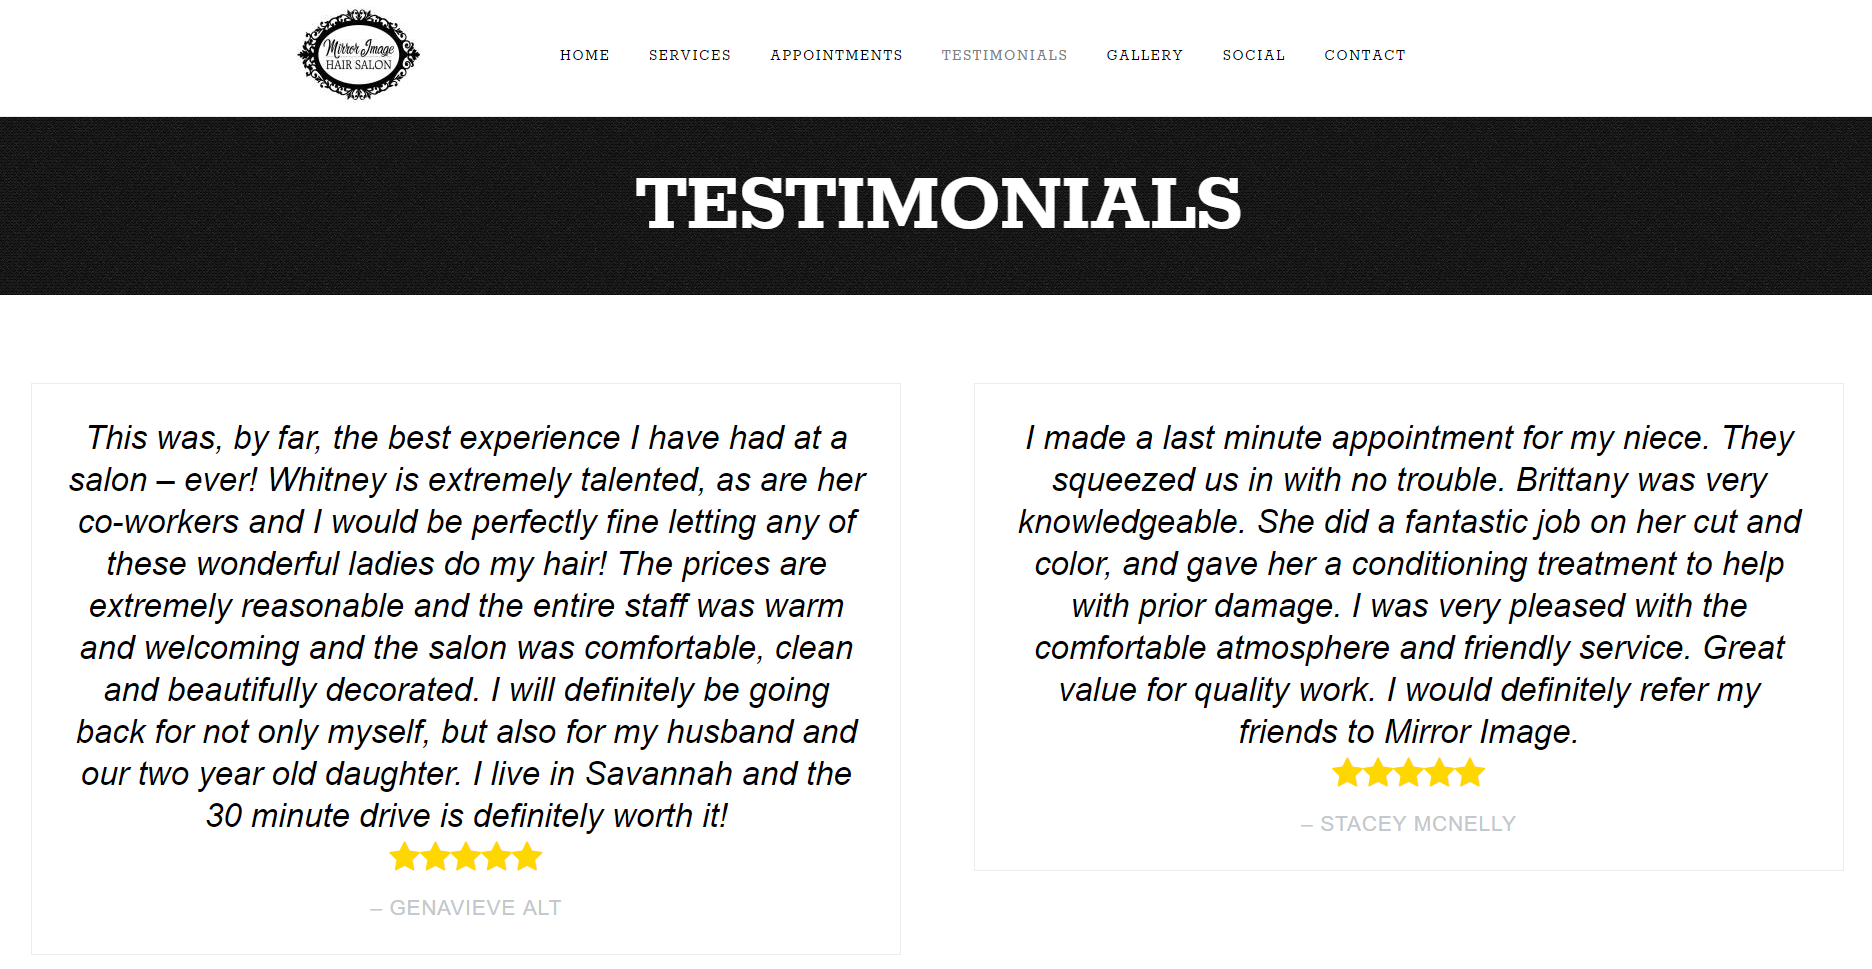 Mirror Image
HAIR SALON
HOME
SERVICES
APPOINTMENTS
TESTIMONIALS
GALLERY
SOCIAL
CONTACT
TESTIMONIALS
This was, by far, the best experience I have had at a
salon – ever! Whitney is extremely talented, as are her
co-workers and I would be perfectly fine letting any of
these wonderful ladies do my hair! The prices are
extremely reasonable and the entire staff was warm
and welcoming and the salon was comfortable, clean
and beautifully decorated. I will definitely be going
back for not only myself, but also for my husband and
our two year old daughter. I live in Savannah and the
30 minute drive is definitely worth it!
– GENAVIEVE ALT
I made a last minute appointment for my niece. They
squeezed us in with no trouble. Brittany was very
knowledgeable. She did a fantastic job on her cut and
color, and gave her a conditioning treatment to help
with prior damage. I was very pleased with the
comfortable atmosphere and friendly service. Great
value for quality work. I would definitely refer my
friends to Mirror Image.
– STACEY MCNELLY